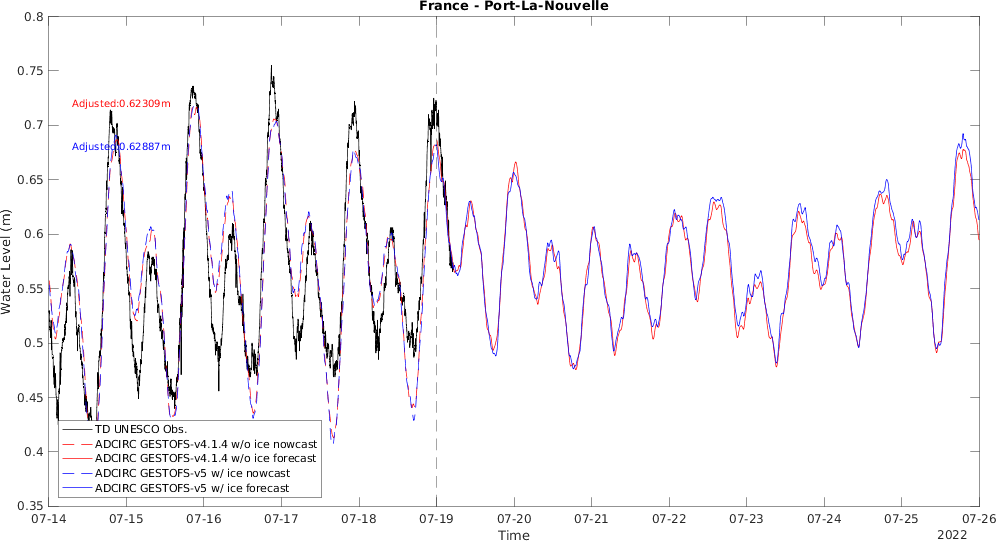 France - Port-La-Nouvelle
0.8
0.75
0.7
0.65
0.6
0.55
0.5
0.45
0.4
0.35
Water Level (m)
Adjusted:0.62309m
Adjusted:0.62887m
TD UNESCO Obs.
ADCIRC GESTOFS-v4.1.4 w/o ice nowcast
ADCIRC GESTOFS-v4.1.4 w/o ice forecast
ADCIRC GESTOFS-v5 w/ ice nowcast
ADCIRC GESTOFS-v5 w/ ice forecast
07-14 07-15 07-16 07-17 07-18 07-19 07-20 07-21 07-22 07-23 07-24 07-25 07-26
Time
2022